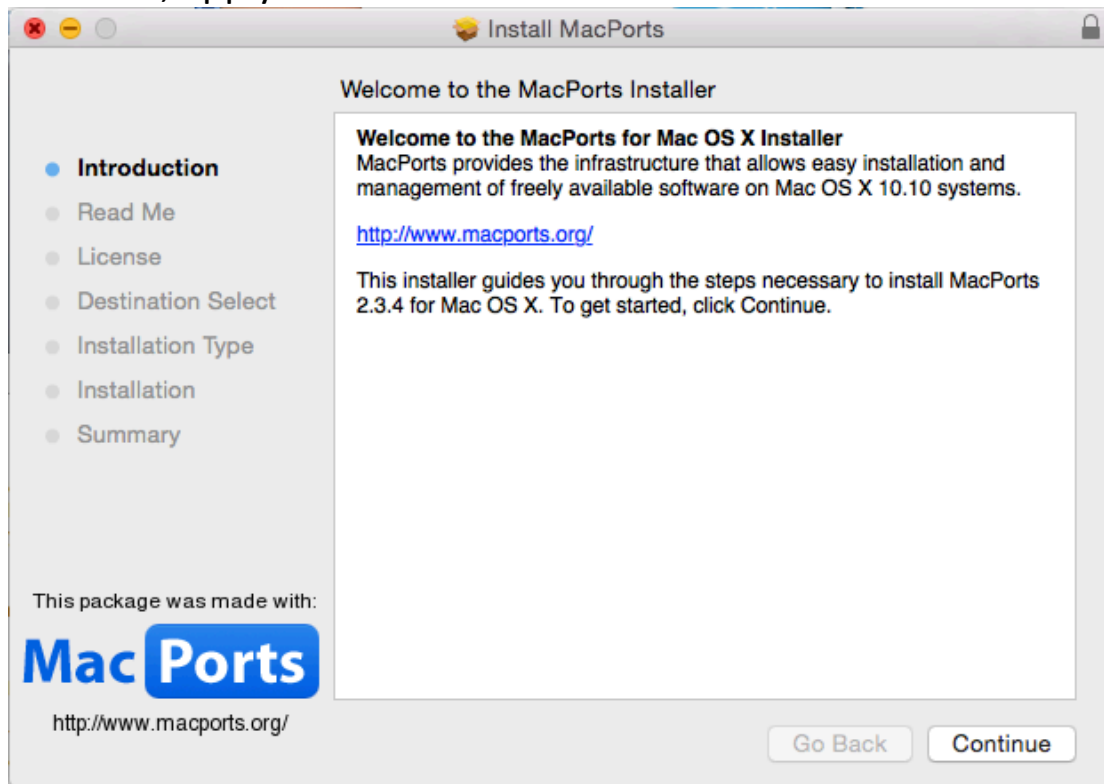 Install MacPorts
Welcome to the MacPorts Installer
Introduction
Read Me
License
Destination Select
Installation Type
Installation
Summary
Welcome to the MacPorts for Mac OS X Installer
MacPorts provides the infrastructure that allows easy installation and
management of freely available software on Mac OS X 10.10 systems.
http://www.macports.org/
This installer guides you through the steps necessary to install MacPorts
2.3.4 for Mac OS X. To get started, click Continue.
This package was made with:
Mac Ports
http://www.macports.org/
Go Back
Continue